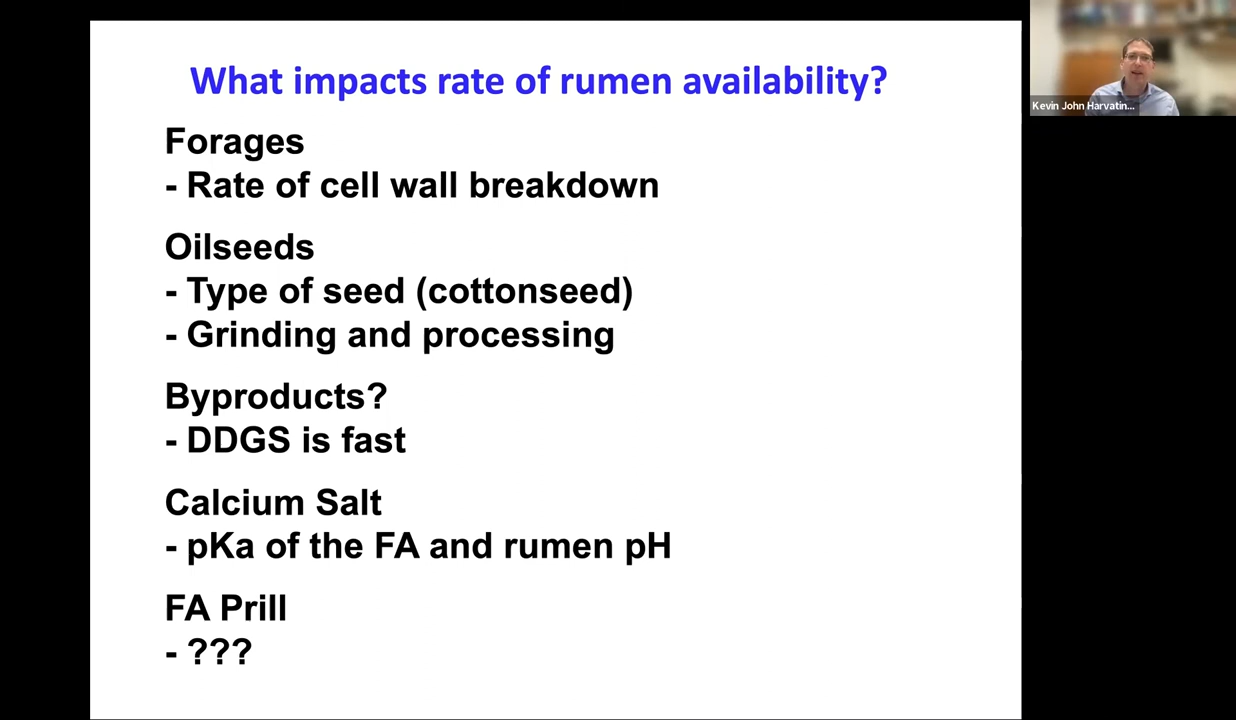 What impacts rate of rumen availability?
Forages
- Rate of cell wall breakdown
Oilseeds
- Type of seed (cottonseed)
- Grinding and processing
Byproducts?
- DDGS is fast
Calcium Salt
- pKa of the FA and rumen pH
FA Prill
- ???
Kevin John Harvatin...